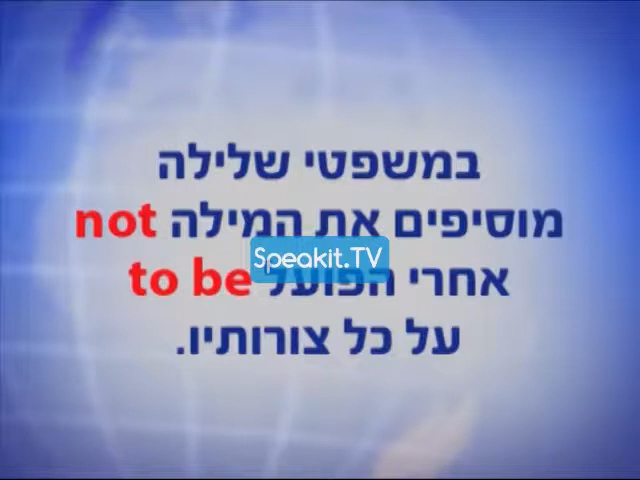 במשפטי שלילה
מוסיפים את המילה not
Speakit.TV
אחרי הפועל to be
על כל צורותיו.